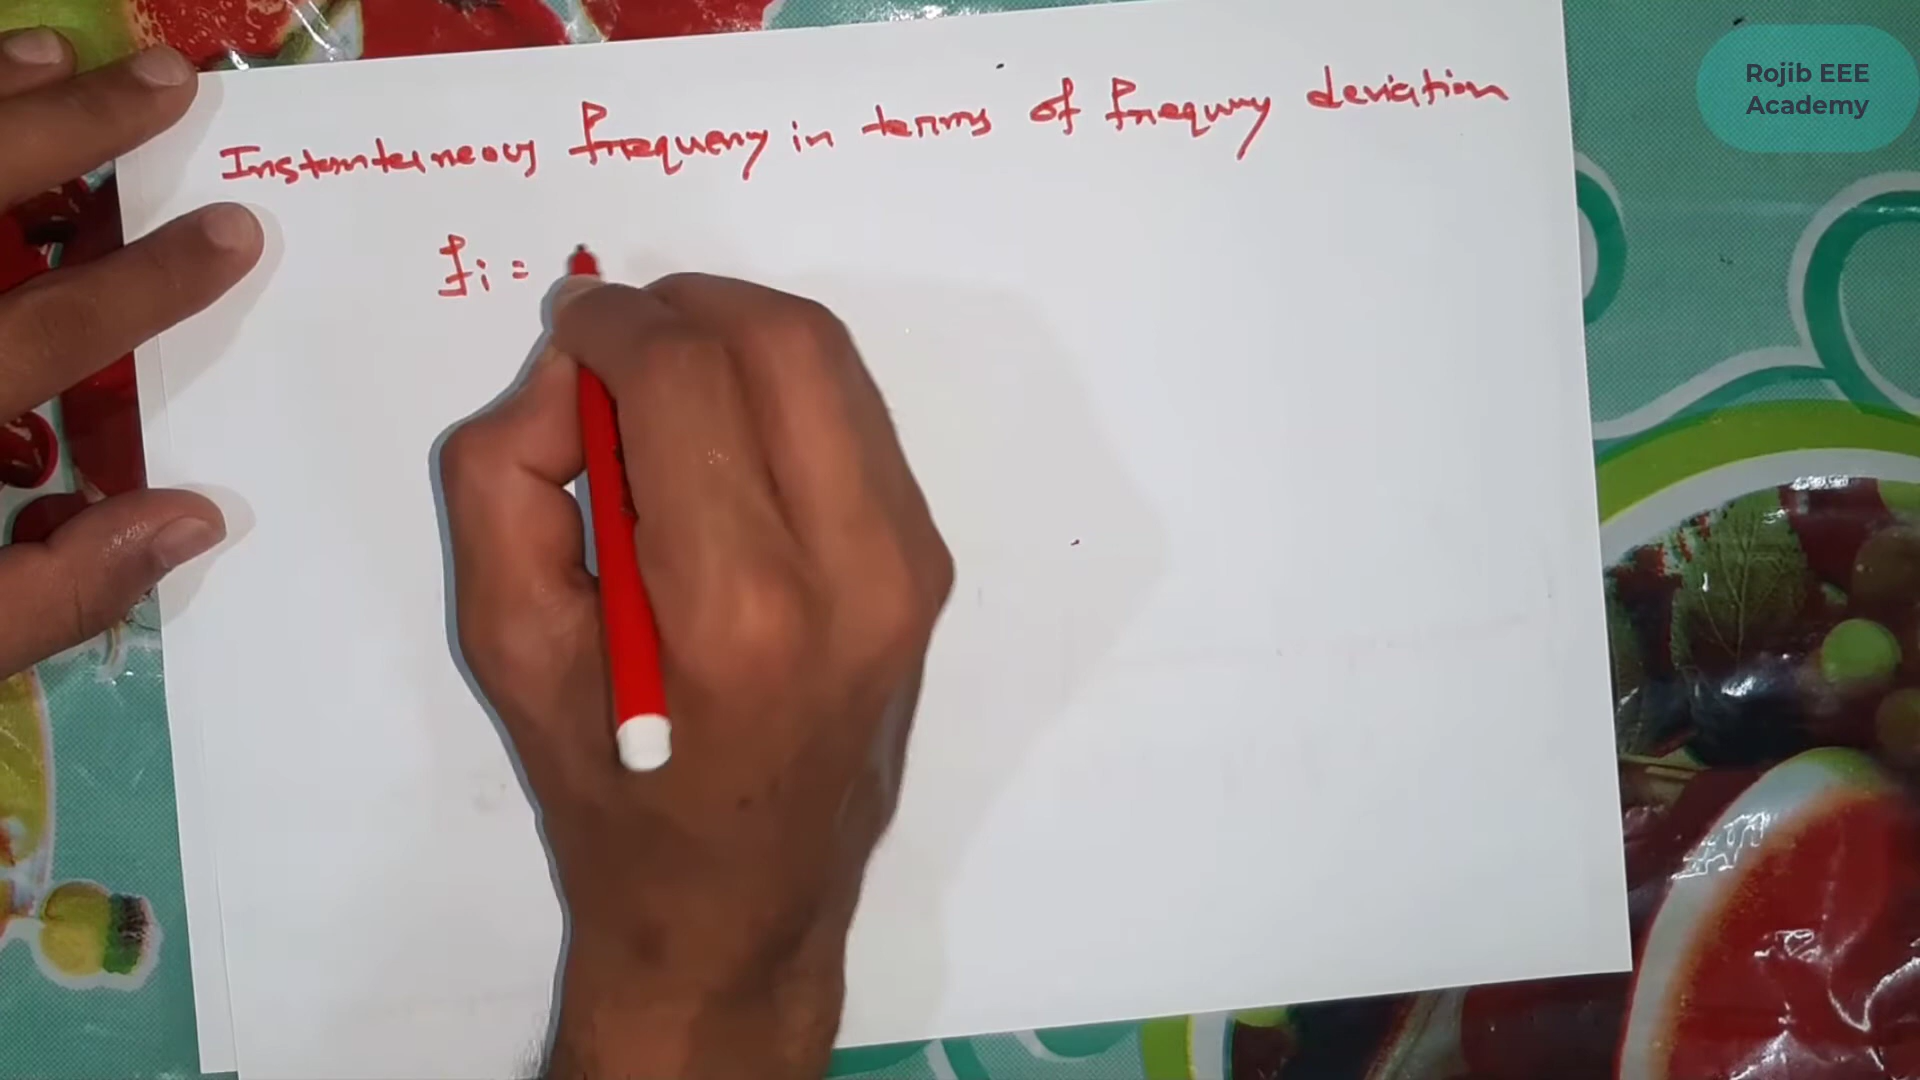 Instanteneous frequency in terms of frequency deviation
fi =
Rojib EEE
Academy